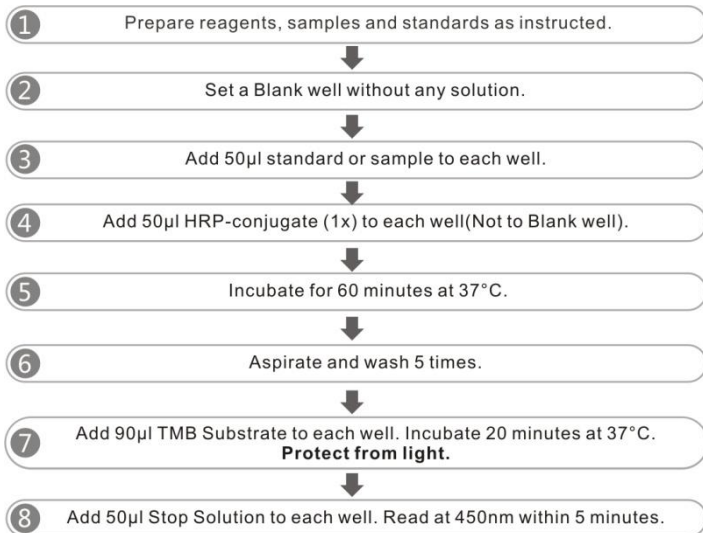 1 Prepare reagents, samples and standards as instructed.
2 Set a Blank well without any solution.
3 Add 50μl standard or sample to each well.
4 Add 50μl HRP-conjugate (1x) to each well(Not to Blank well).
5 Incubate for 60 minutes at 37°C.
6 Aspirate and wash 5 times.
7 Add 90μl TMB Substrate to each well. Incubate 20 minutes at 37°C.
Protect from light.
8 Add 50μl Stop Solution to each well. Read at 450nm within 5 minutes.